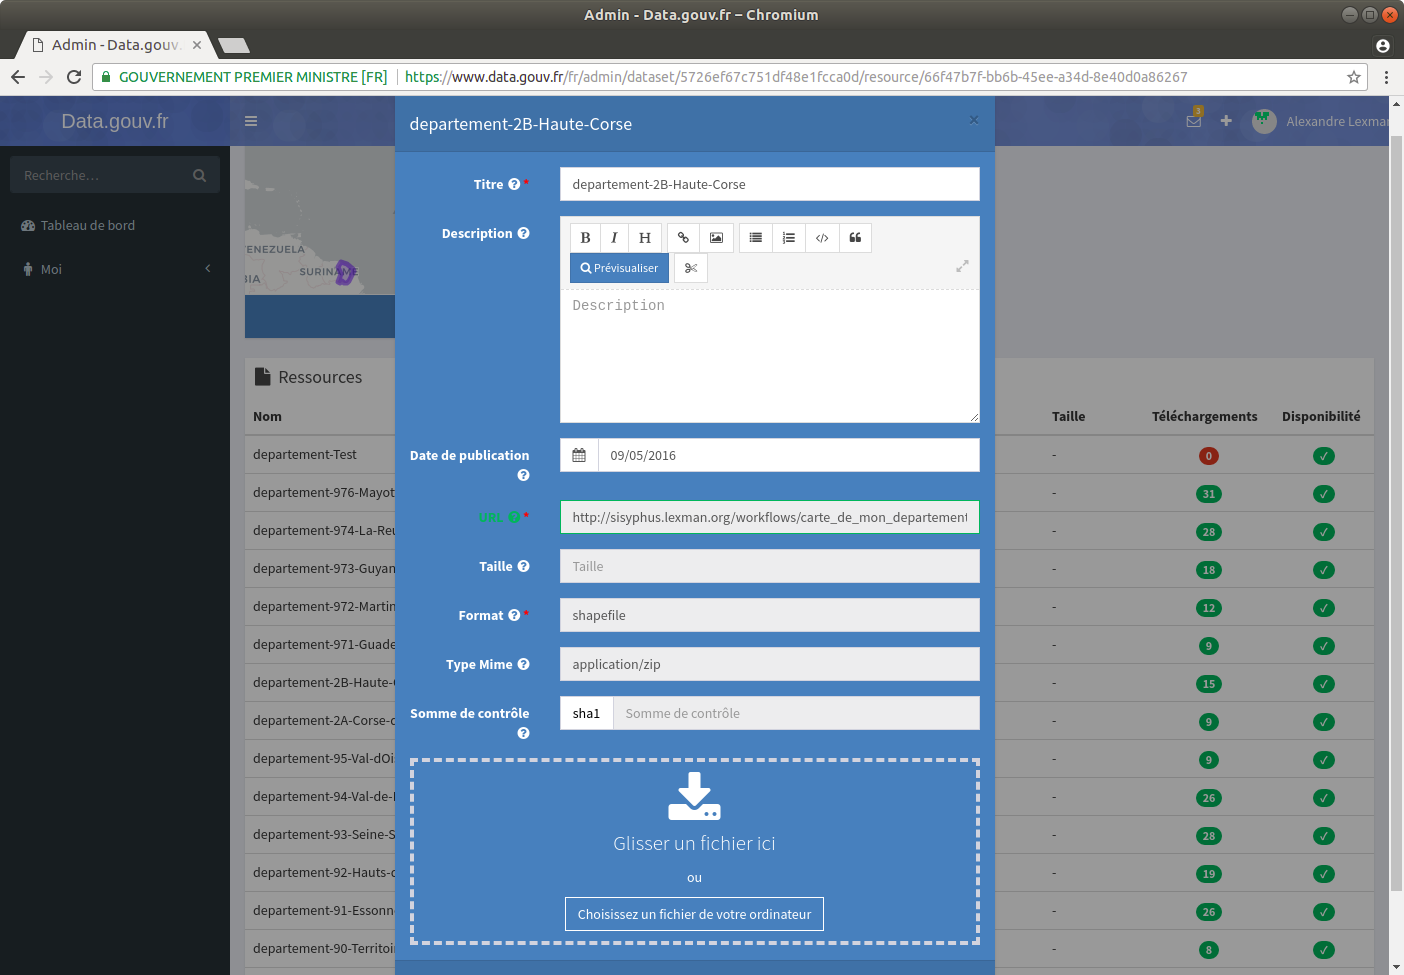 Admin - Data.gouv.fr – Chromium
Admin - Data.gouv.
GOUVERNEMENT PREMIER MINISTRE [FR]
https://www.data.gouv.fr/fr/admin/dataset/5726ef67c751df48e1fcca0d/resource/66f47b7f-bb6b-45ee-a34d-8e40d0a86267
Data.gouv.fr
departement-2B-Haute-Corse
×
3
Alexandre Lexman
Recherche...
Tableau de bord
Moi
ENEZUELA
SURINAME
BIA
Titre *
departement-2B-Haute-Corse
Description
B I H
Prévisualiser
Description
Date de publication
09/05/2016
URL *
http://sisyphus.lexman.org/workflows/carte_de_mon_departement
Taille
Taille
Format *
shapefile
Type Mime
application/zip
Somme de contrôle
sha1
Somme de contrôle
Glisser un fichier ici
ou
Choisissez un fichier de votre ordinateur
Ressources
Nom Taille Téléchargements Disponibilité
departement-Test - 0
departement-976-Mayot - 31
departement-974-La-Reu - 28
departement-973-Guyan - 18
departement-972-Martin - 12
departement-971-Guade - 9
departement-2B-Haute- - 15
departement-2A-Corse- - 9
departement-95-Val-dOi - 9
departement-94-Val-de- - 26
departement-93-Seine-S - 28
departement-92-Hauts- - 19
departement-91-Essonn - 26
departement-90-Territoi - 8